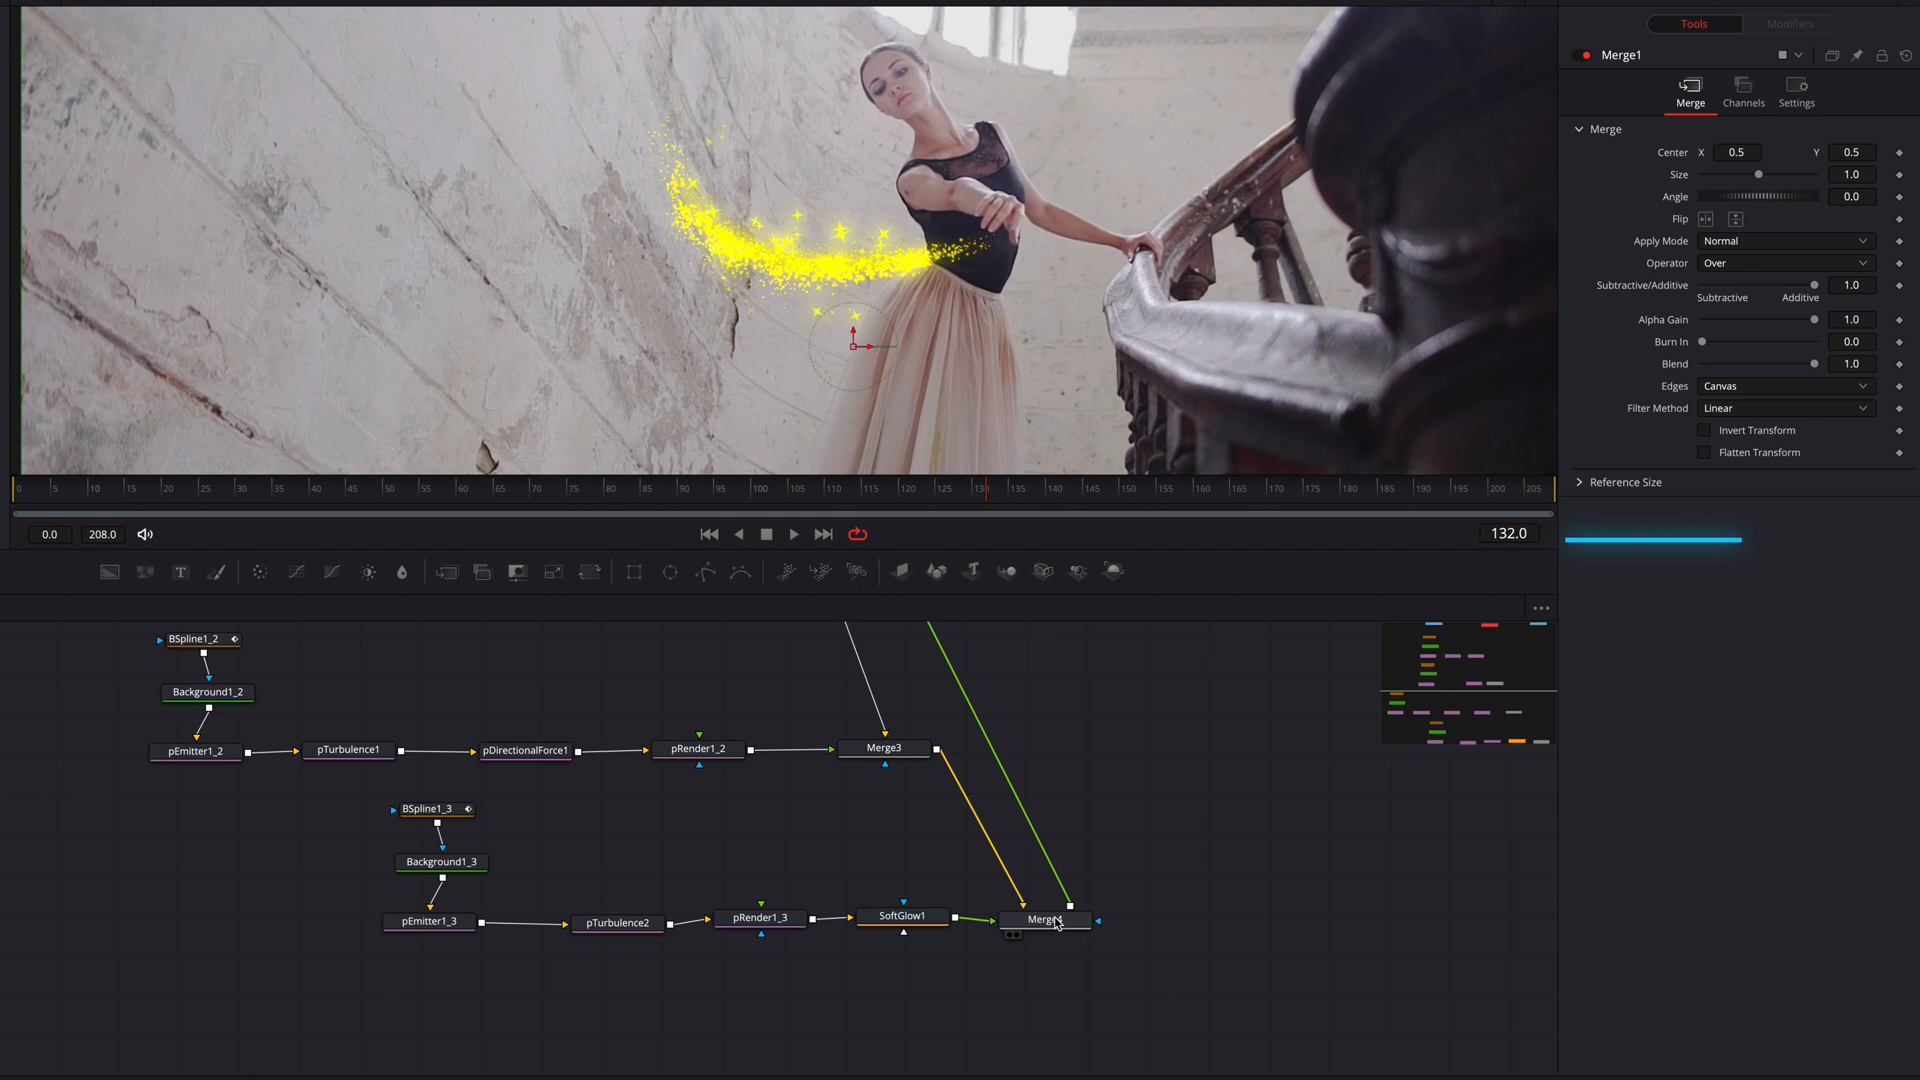 Tools
Modifiers
Merge1
Merge
Channels
Settings
Merge
Center X 0.5 Y 0.5
Size 1.0
Angle 0.0
Flip
Apply Mode Normal
Operator Over
Subtractive/Additive 1.0
Subtractive Additive
Alpha Gain 1.0
Burn In 0.0
Blend 1.0
Edges Canvas
Filter Method Linear
Invert Transform
Flatten Transform
Reference Size
0 5 10 15 20 25 30 35 40 45 50 55 60 65 70 75 80 85 90 95 100 105 110 115 120 125 130 135 140 145 150 155 160 165 170 175 180 185 190 195 200 205
0.0 208.0 132.0
BSpline1_2
Background1_2
pEmitter1_2 pTurbulence1 pDirectionalForce1 pRender1_2 Merge3
BSpline1_3
Background1_3
pEmitter1_3 pTurbulence2 pRender1_3 SoftGlow1